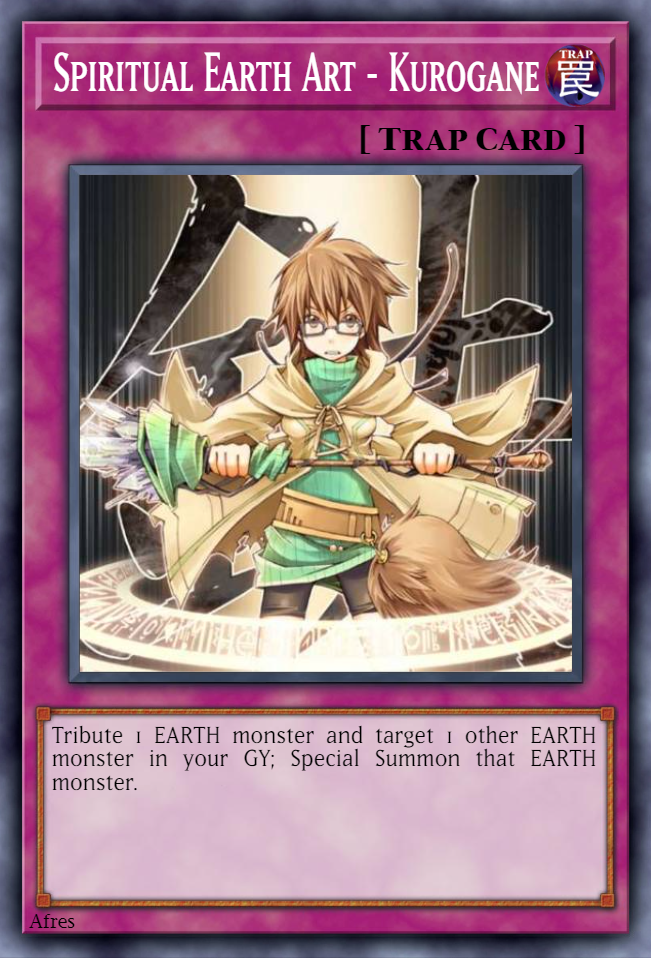 Spiritual Earth Art - Kurogane
TRAP
罠
[ Trap Card ]
Tribute 1 EARTH monster and target 1 other EARTH
monster in your GY; Special Summon that EARTH
monster.
Afres